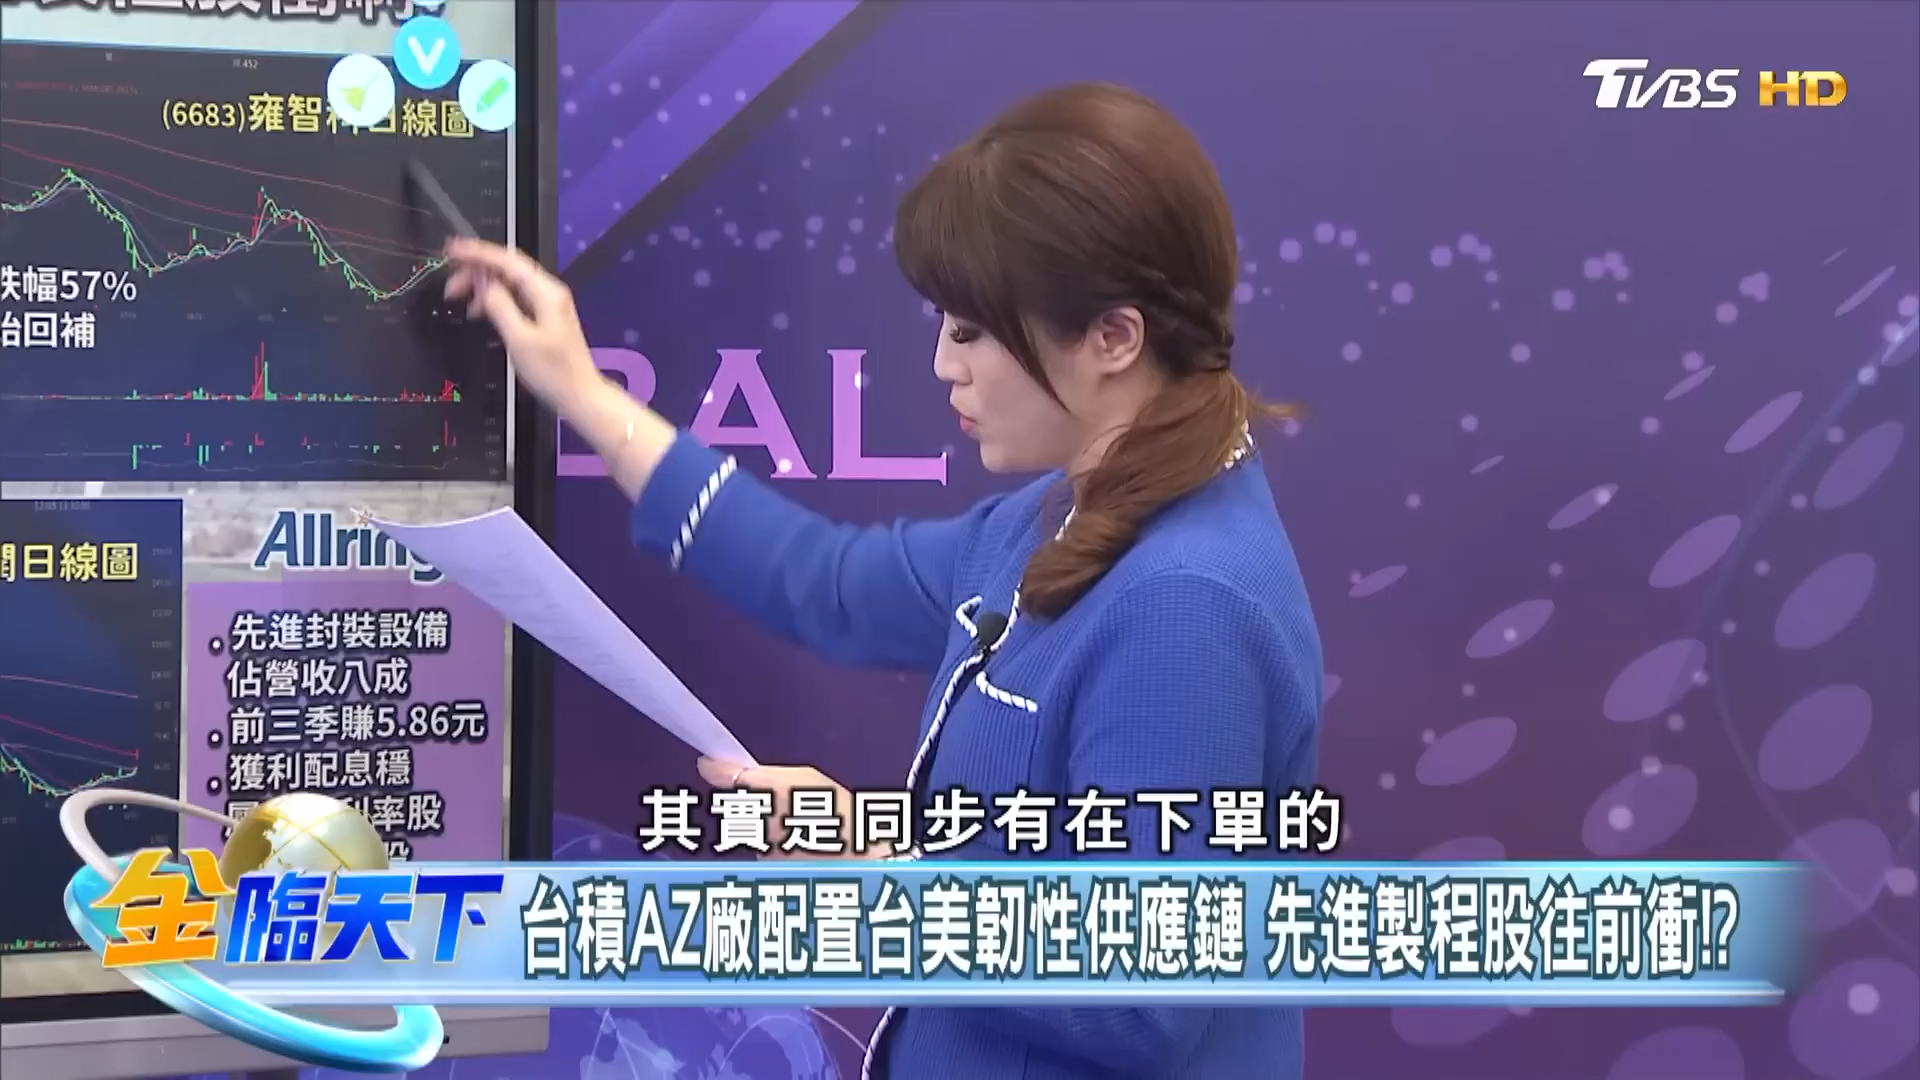 TVBS HD
452
(6683)雍智科日線圖
跌幅57%
始回補
BAL
Allring
日線圖
．先進封裝設備
佔營收八成
．前三季賺5.86元
．獲利配息穩
利率股
股
其實是同步有在下單的
金臨天下
台積AZ廠配置台美韌性供應鏈 先進製程股往前衝!?